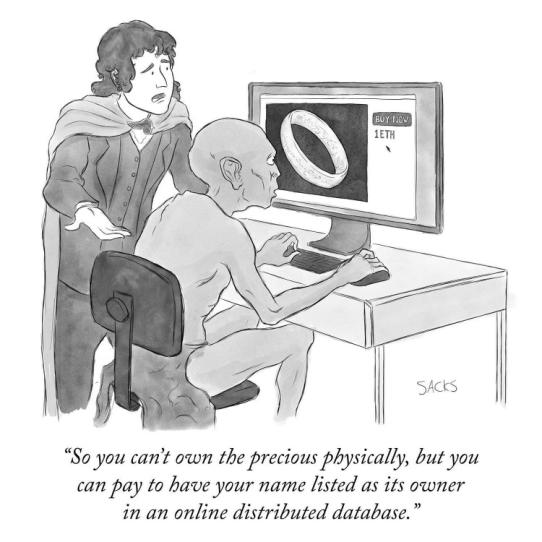 BUY NOW
1ETH
SACKS
“So you can’t own the precious physically, but you
can pay to have your name listed as its owner
in an online distributed database.”